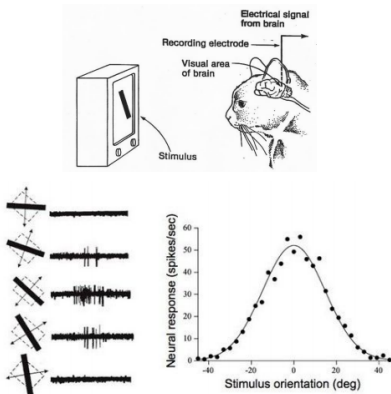 Electrical signal
from brain
Recording electrode
Visual area
of brain
Stimulus
Neural response (spikes/sec)
60
50
40
30
20
10
0
-40
-20
0
20
40
Stimulus orientation (deg)